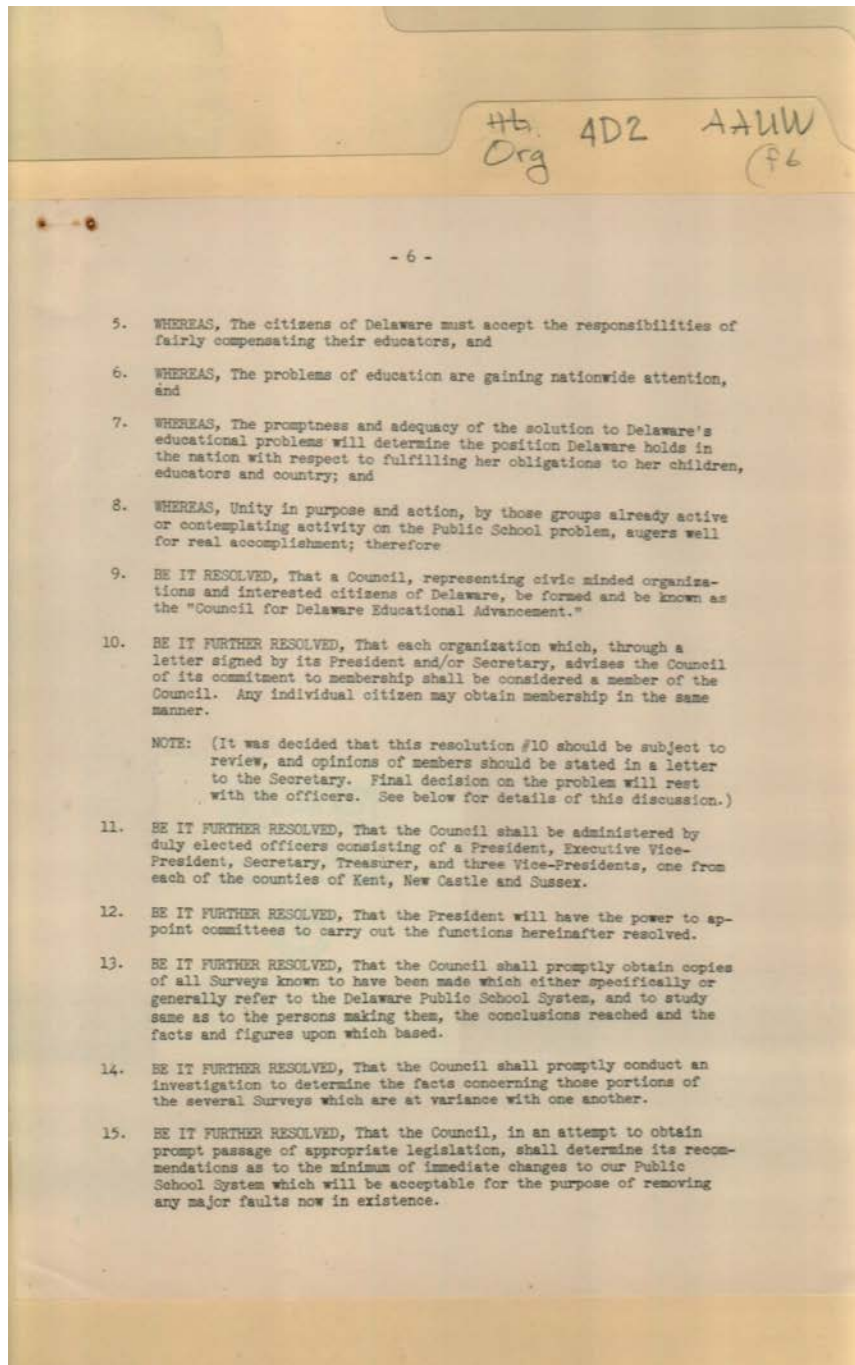 Org 4D2 AAUW
- 6 -
5. WHEREAS, The citizens of Delaware must accept the responsibilities of
fairly compensating their educators, and
6. WHEREAS, The problems of education are gaining nationwide attention,
and
7. WHEREAS, The promptness and adequacy of the solution to Delaware's
educational problems will determine the position Delaware holds in
the nation with respect to fulfilling her obligations to her children,
educators and country; and
8. WHEREAS, Unity in purpose and action, by those groups already active
or contemplating activity on the Public School problem, augers well
for real accomplishment; therefore
9. BE IT RESOLVED, That a Council, representing civic minded organiza-
tions and interested citizens of Delaware, be formed and be known as
the "Council for Delaware Educational Advancement."
10. BE IT FURTHER RESOLVED, That each organization which, through a
letter signed by its President and/or Secretary, advises the Council
of its commitment to membership shall be considered a member of the
Council. Any individual citizen may obtain membership in the same
manner.
NOTE: (It was decided that this resolution #10 should be subject to
review, and opinions of members should be stated in a letter
to the Secretary. Final decision on the problem will rest
with the officers. See below for details of this discussion.)
11. BE IT FURTHER RESOLVED, That the Council shall be administered by
duly elected officers consisting of a President, Executive Vice-
President, Secretary, Treasurer, and three Vice-Presidents, one from
each of the counties of Kent, New Castle and Sussex.
12. BE IT FURTHER RESOLVED, That the President will have the power to ap-
point committees to carry out the functions hereinafter resolved.
13. BE IT FURTHER RESOLVED, That the Council shall promptly obtain copies
of all Surveys known to have been made which either specifically or
generally refer to the Delaware Public School System, and to study
same as to the persons making them, the conclusions reached and the
facts and figures upon which based.
14. BE IT FURTHER RESOLVED, That the Council shall promptly conduct an
investigation to determine the facts concerning those portions of
the several Surveys which are at variance with one another.
15. BE IT FURTHER RESOLVED, That the Council, in an attempt to obtain
prompt passage of appropriate legislation, shall determine its recom-
mendations as to the minimum of immediate changes to our Public
School System which will be acceptable for the purpose of removing
any major faults now in existence.